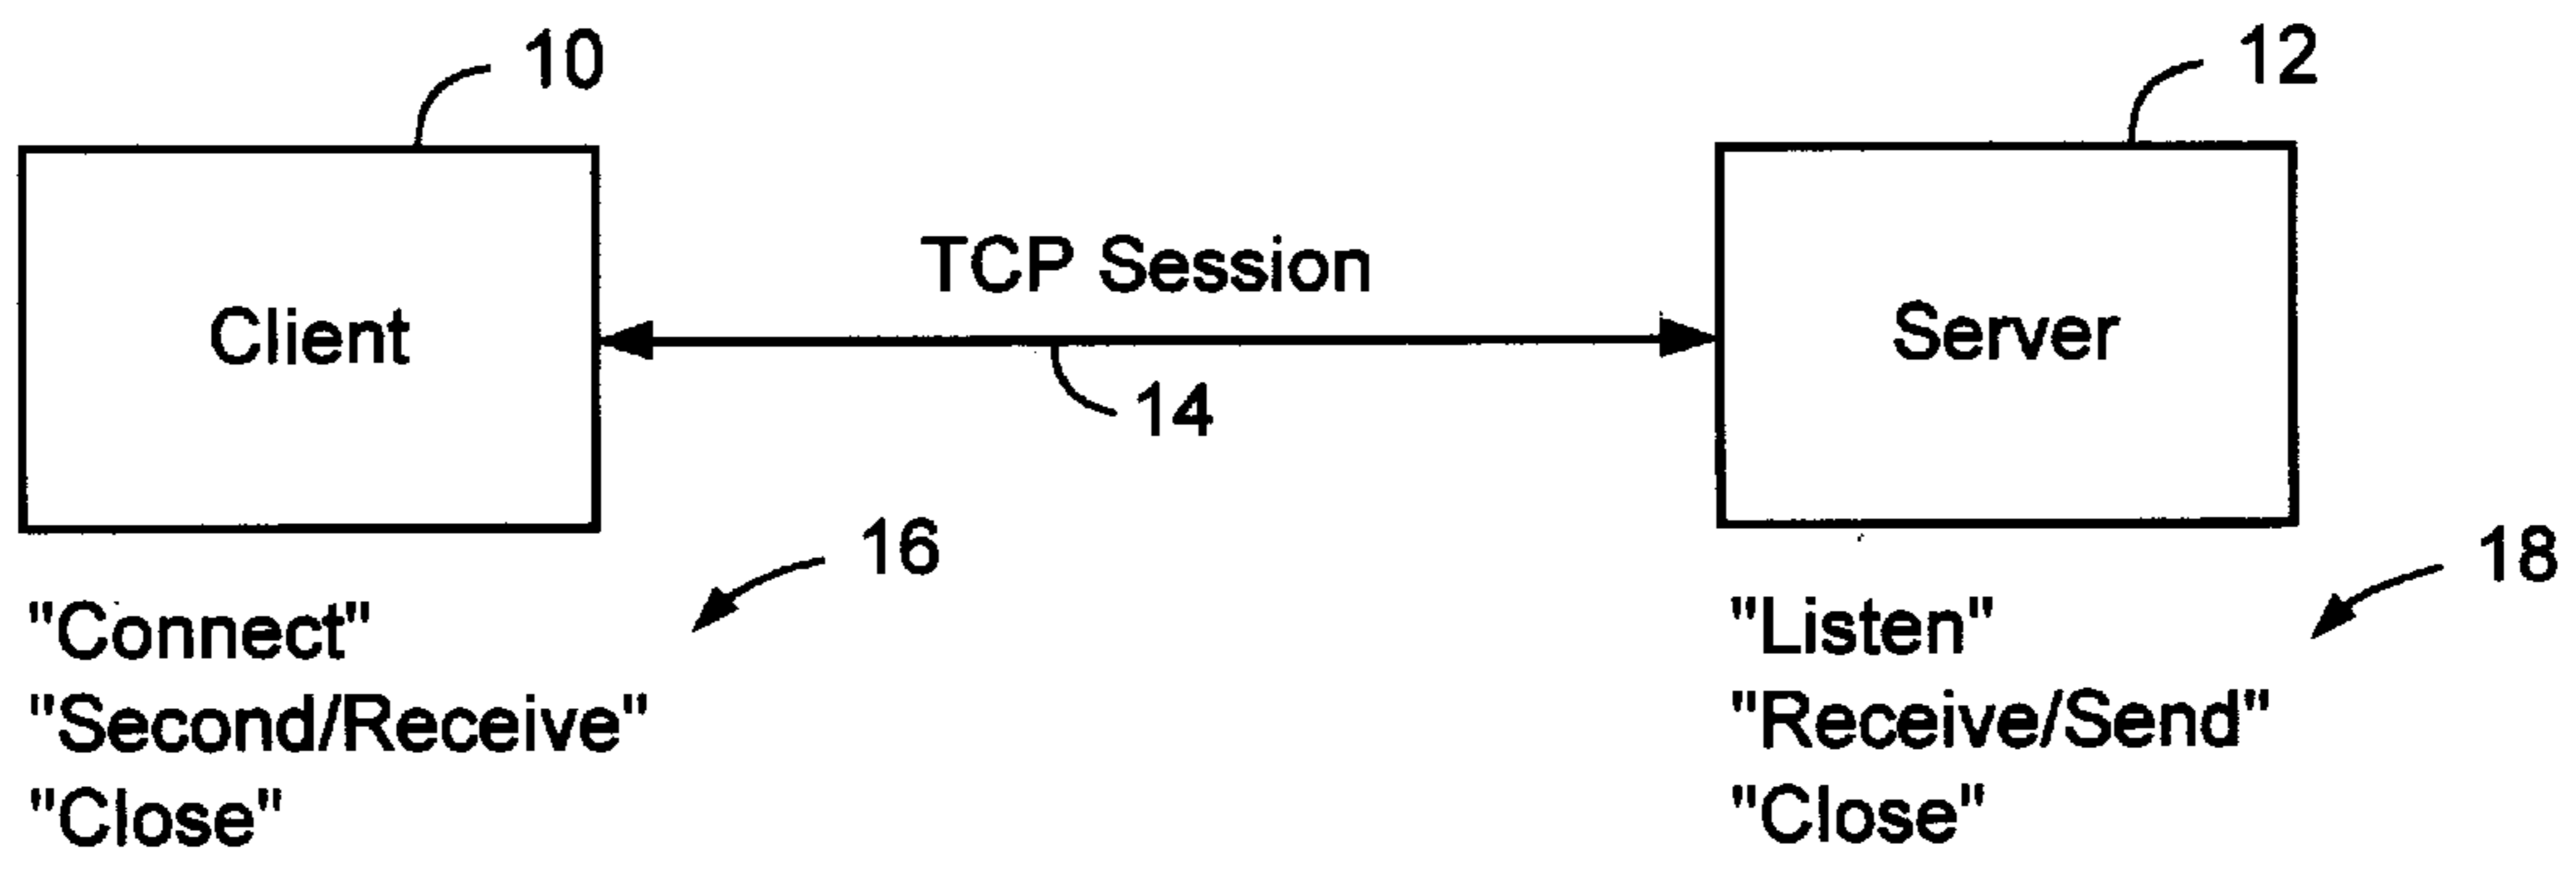 10
12
TCP Session
Client
Server
14
16
18
"Connect"
"Second/Receive"
"Close"
"Listen"
"Receive/Send"
"Close"